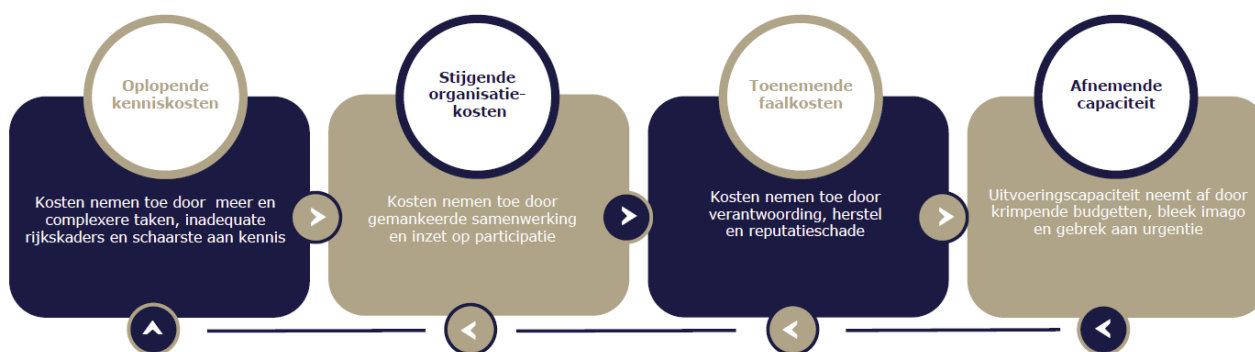 Oplopende
kenniskosten
Kosten nemen toe door meer en
complexere taken, inadequate
rijkskaders en schaarste aan kennis
Stijgende
organisatie-
kosten
Kosten nemen toe door
gemankeerde samenwerking
en inzet op participatie
Toenemende
faalkosten
Kosten nemen toe door
verantwoording, herstel
en reputatieschade
Afnemende
capaciteit
Uitvoeringscapaciteit neemt af door
krimpende budgetten, bleek imago
en gebrek aan urgentie